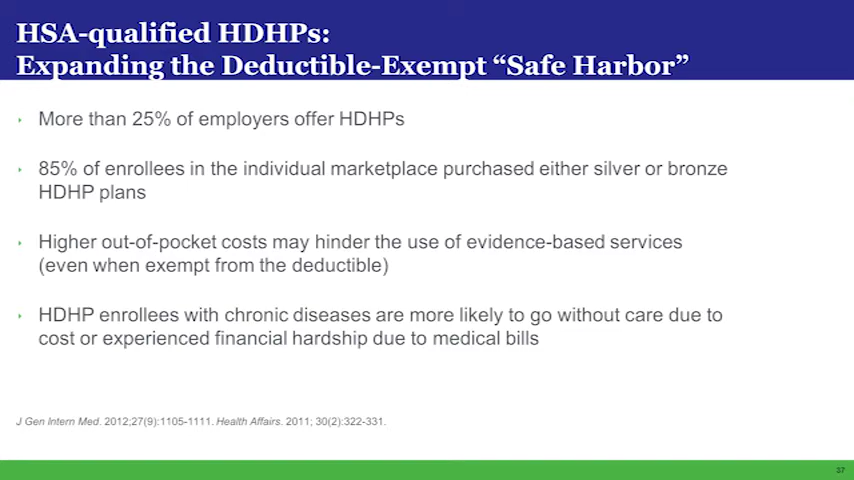 HSA-qualified HDHPs:
Expanding the Deductible-Exempt “Safe Harbor”
More than 25% of employers offer HDHPs
85% of enrollees in the individual marketplace purchased either silver or bronze
HDHP plans
Higher out-of-pocket costs may hinder the use of evidence-based services
(even when exempt from the deductible)
HDHP enrollees with chronic diseases are more likely to go without care due to
cost or experienced financial hardship due to medical bills
J Gen Intern Med. 2012;27(9):1105-1111. Health Affairs. 2011; 30(2):322-331.
37